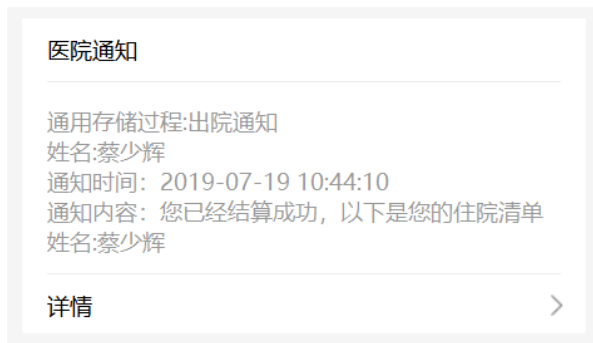 医院通知
通用存储过程:出院通知
姓名:蔡少辉
通知时间：2019-07-19 10:44:10
通知内容：您已经结算成功，以下是您的住院清单
姓名:蔡少辉
详情